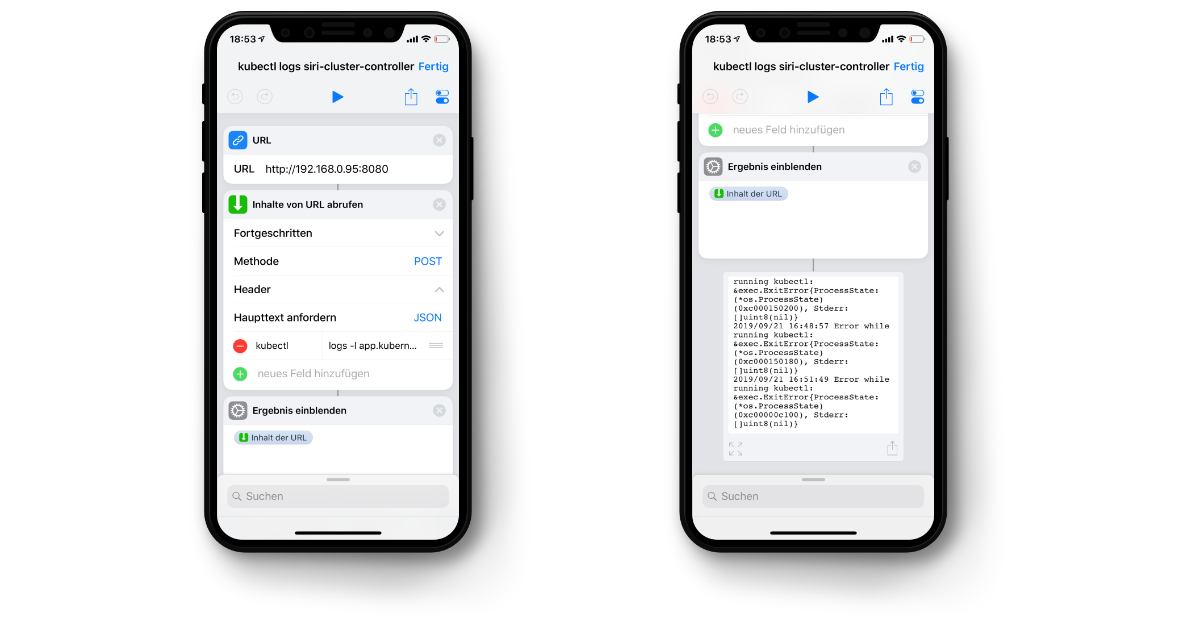 18:53
kubectl logs siri-cluster-controller Fertig
URL
URL http://192.168.0.95:8080
Inhalte von URL abrufen
Fortgeschritten
Methode POST
Header
Haupttext anfordern JSON
kubectl logs -l app.kubern...
neues Feld hinzufügen
Ergebnis einblenden
Inhalt der URL
Suchen
18:53
kubectl logs siri-cluster-controller Fertig
neues Feld hinzufügen
Ergebnis einblenden
Inhalt der URL
running kubectl:
&exec.ExitError{ProcessState:
(*os.ProcessState)
(0xc000150200), Stderr:
[]uint8(nil)}
2019/09/21 16:48:57 Error while
running kubectl:
&exec.ExitError{ProcessState:
(*os.ProcessState)
(0xc000150180), Stderr:
[]uint8(nil)}
2019/09/21 16:51:49 Error while
running kubectl:
&exec.ExitError{ProcessState:
(*os.ProcessState)
(0xc00000c100), Stderr:
[]uint8(nil)}
Suchen